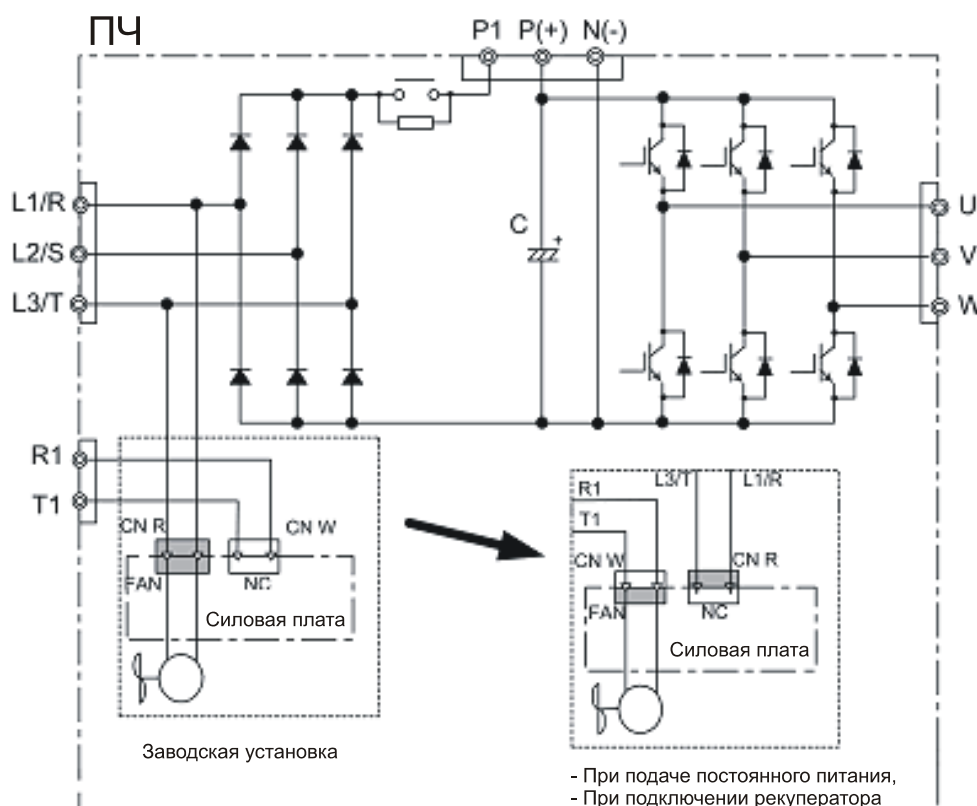 ПЧ
P1 P(+) N(-)
L1/R
L2/S
L3/T
C
+
U
V
W
R1
T1
CN R
CN W
FAN
NC
Силовая плата
Заводская установка
L3/T
L1/R
R1
T1
CN W
CN R
FAN
NC
Силовая плата
- При подаче постоянного питания,
- При подключении рекуператора